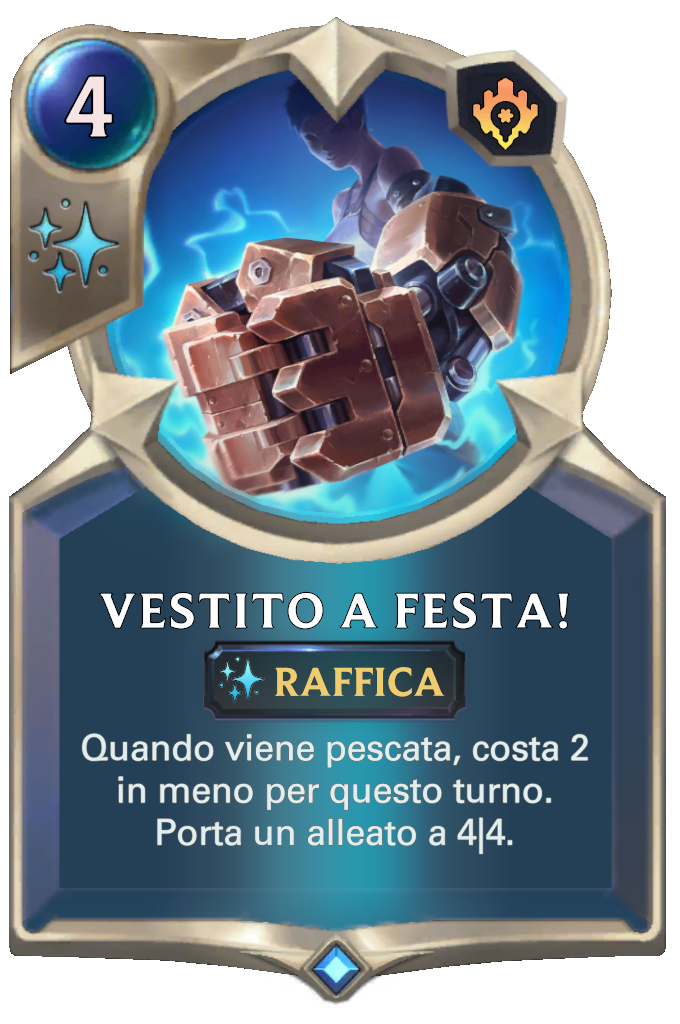 4
VESTITO A FESTA!
RAFFICA
Quando viene pescata, costa 2
in meno per questo turno.
Porta un alleato a 4|4.